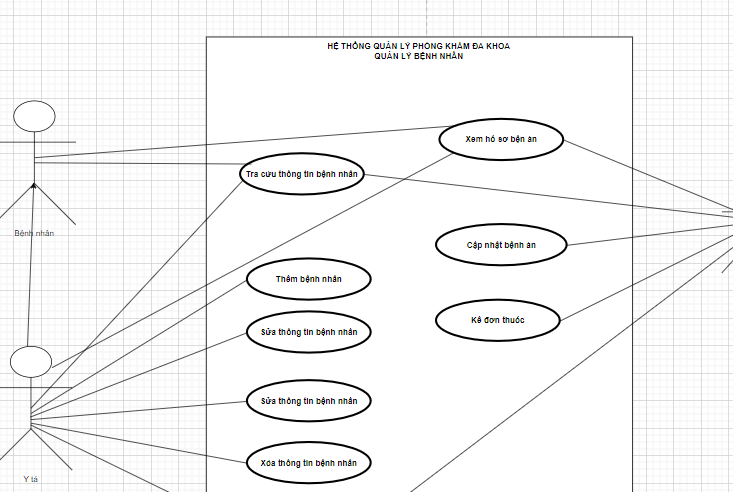 HỆ THỐNG QUẢN LÝ PHÒNG KHÁM ĐA KHOA
QUẢN LÝ BỆNH NHÂN
Xem hồ sơ bện án
Tra cứu thông tin bệnh nhân
Bệnh nhân
Cập nhật bệnh án
Thêm bệnh nhân
Kê đơn thuốc
Sửa thông tin bệnh nhân
Sửa thông tin bệnh nhân
Xóa thông tin bệnh nhân
Y tá